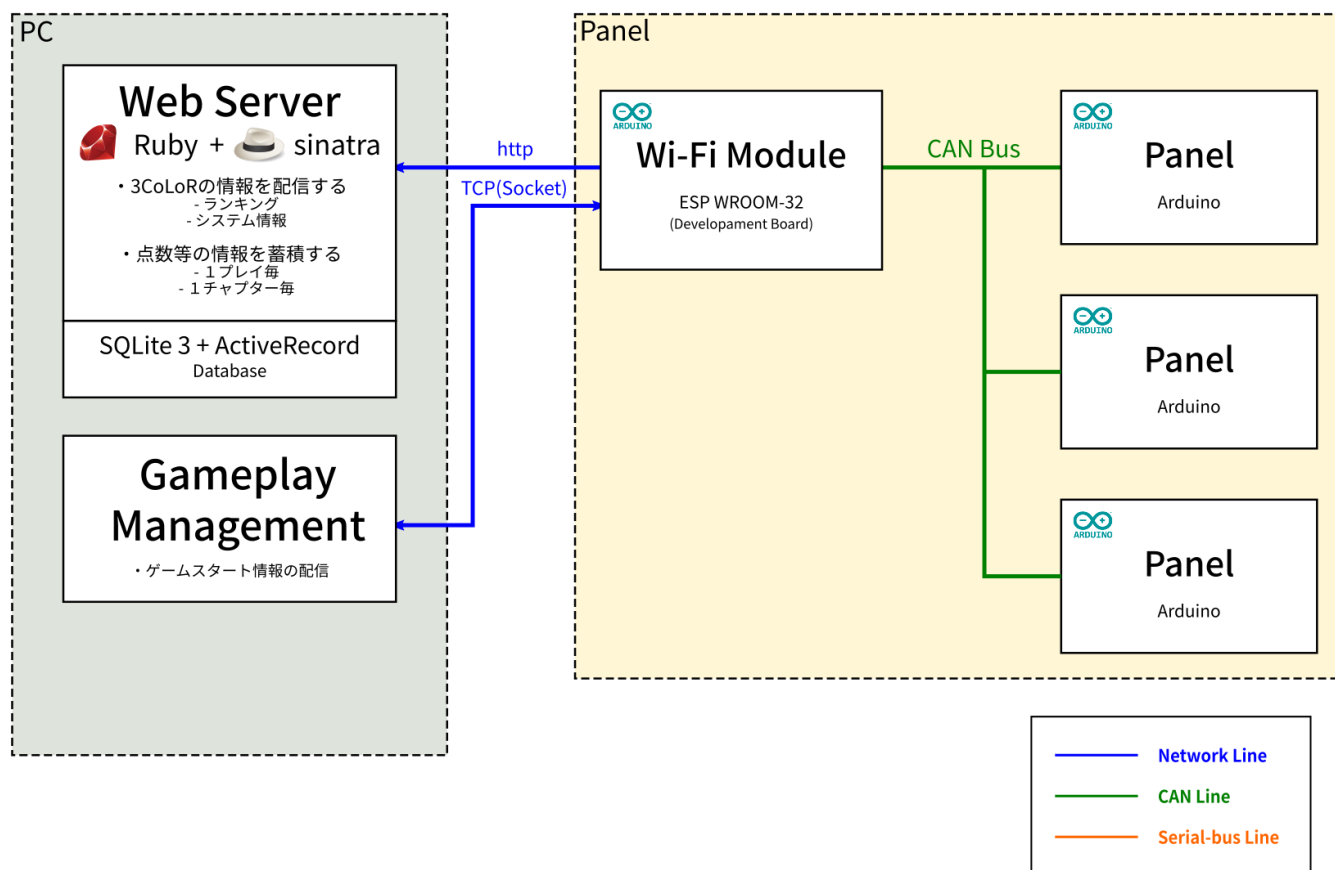 PC
Web Server
Ruby + sinatra
・3CoLoRの情報を配信する
- ランキング
- システム情報
・点数等の情報を蓄積する
- １プレイ毎
- １チャプター毎
SQLite 3 + ActiveRecord
Database
Gameplay
Management
・ゲームスタート情報の配信
http
TCP(Socket)
Panel
ARDUINO
Wi-Fi Module
ESP WROOM-32
(Developament Board)
CAN Bus
ARDUINO
Panel
Arduino
ARDUINO
Panel
Arduino
ARDUINO
Panel
Arduino
Network Line
CAN Line
Serial-bus Line